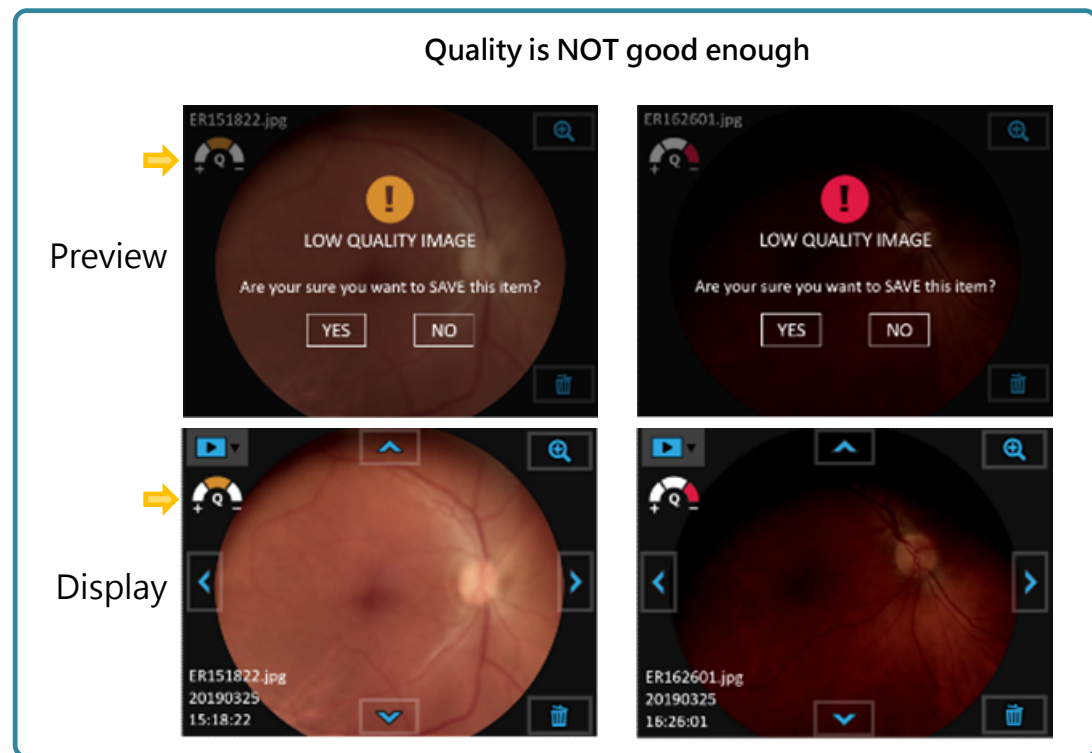 Quality is NOT good enough
Preview
ER151822.jpg
Q
+ −
!
LOW QUALITY IMAGE
Are your sure you want to SAVE this item?
YES NO
ER162601.jpg
Q
+ −
!
LOW QUALITY IMAGE
Are your sure you want to SAVE this item?
YES NO
Display
Q
+ −
ER151822.jpg
20190325
15:18:22
Q
+ −
ER162601.jpg
20190325
16:26:01